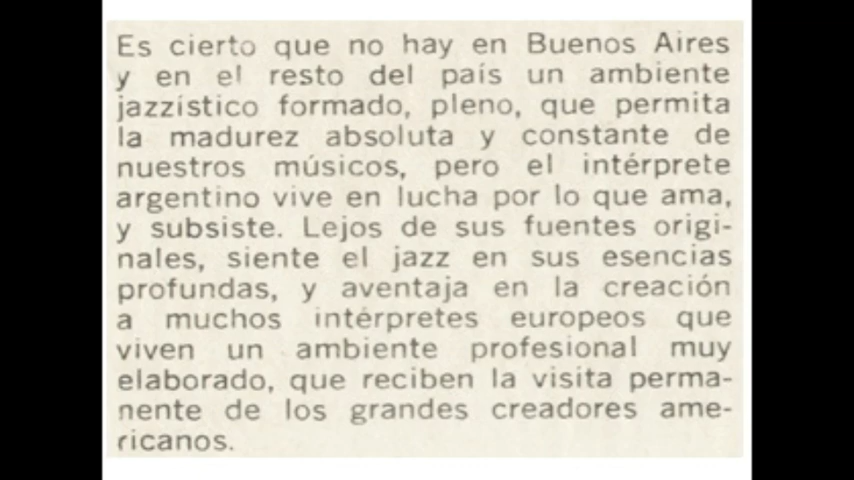 Es cierto que no hay en Buenos Aires
y en el resto del país un ambiente
jazzístico formado, pleno, que permita
la madurez absoluta y constante de
nuestros músicos, pero el intérprete
argentino vive en lucha por lo que ama,
y subsiste. Lejos de sus fuentes origi-
nales, siente el jazz en sus esencias
profundas, y aventaja en la creación
a muchos intérpretes europeos que
viven un ambiente profesional muy
elaborado, que reciben la visita perma-
nente de los grandes creadores ame-
ricanos.